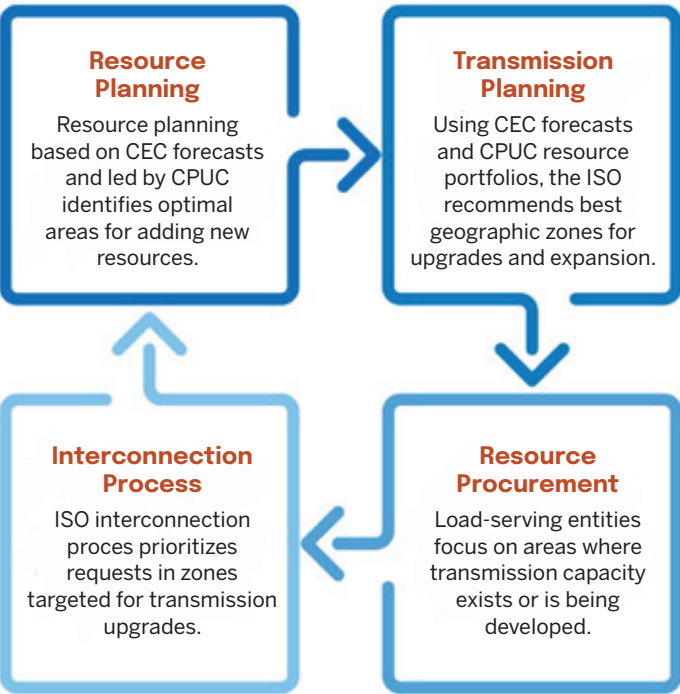 Resource
Planning
Resource planning
based on CEC forecasts
and led by CPUC
identifies optimal
areas for adding new
resources.
Transmission
Planning
Using CEC forecasts
and CPUC resource
portfolios, the ISO
recommends best
geographic zones for
upgrades and expansion.
Interconnection
Process
ISO interconnection
proces prioritizes
requests in zones
targeted for transmission
upgrades.
Resource
Procurement
Load-serving entities
focus on areas where
transmission capacity
exists or is being
developed.